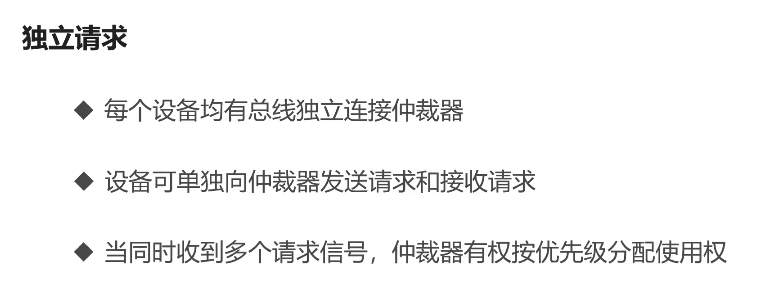 独立请求
◆ 每个设备均有总线独立连接仲裁器
◆ 设备可单独向仲裁器发送请求和接收请求
◆ 当同时收到多个请求信号，仲裁器有权按优先级分配使用权